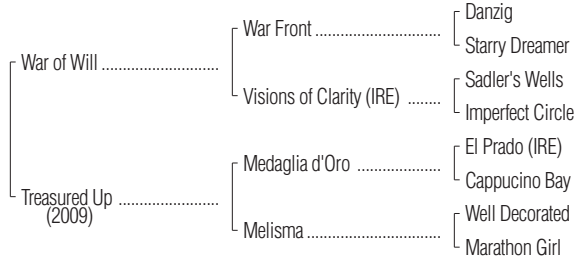 Danzig
War Front ..........................
Starry Dreamer
War of Will ......................
Sadler's Wells
Visions of Clarity (IRE) ........
Imperfect Circle
El Prado (IRE)
Medaglia d'Oro ................
Cappucino Bay
Treasured Up ...................
(2009)
Well Decorated
Melisma ..........................
Marathon Girl